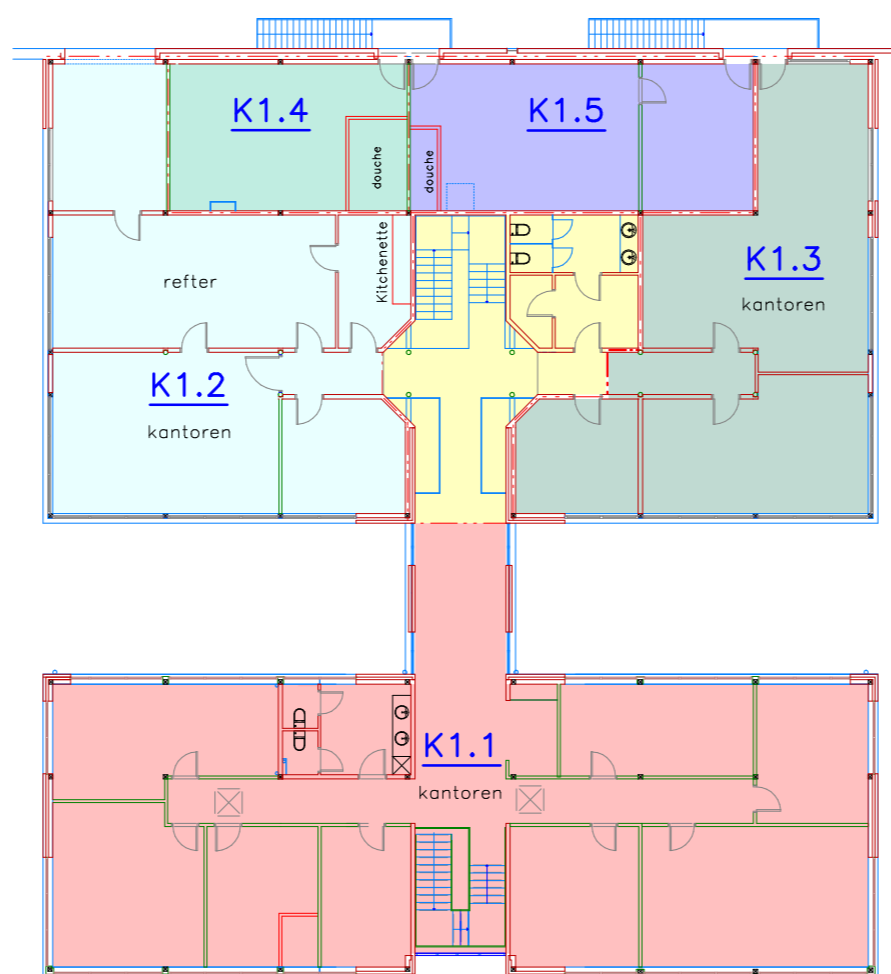 K1.4
K1.5
douche
douche
Kitchenette
refter
K1.3
kantoren
K1.2
kantoren
K1.1
kantoren